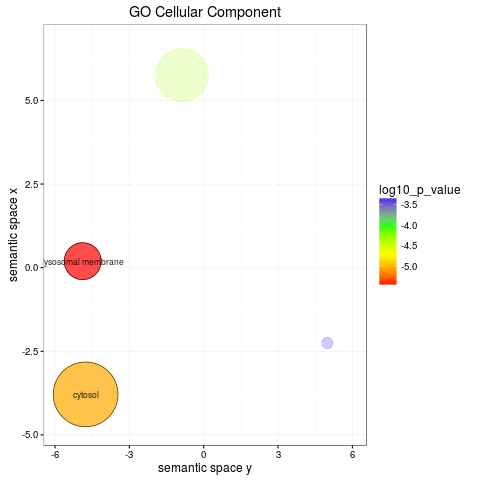 GO Cellular Component
semantic space x
5.0
2.5
0.0
-2.5
-5.0
ysosomal membrane
cytosol
-6
-3
0
3
6
semantic space y
log10_p_value
-3.5
-4.0
-4.5
-5.0